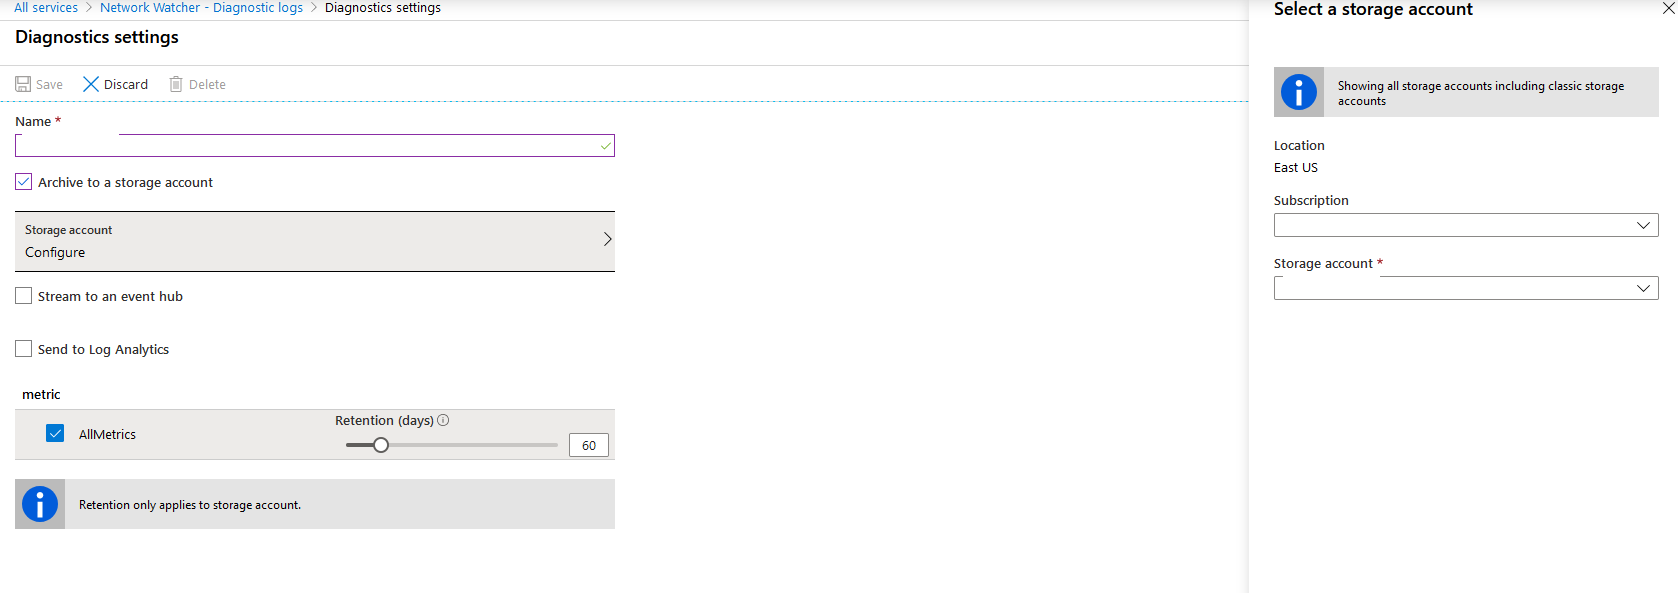 All services > Network Watcher - Diagnostic logs > Diagnostics settings
Diagnostics settings
Save Discard Delete
Name *
Archive to a storage account
Storage account
Configure
Stream to an event hub
Send to Log Analytics
metric
AllMetrics
Retention (days)
60
Retention only applies to storage account.
Select a storage account
Showing all storage accounts including classic storage
accounts
Location
East US
Subscription
Storage account *